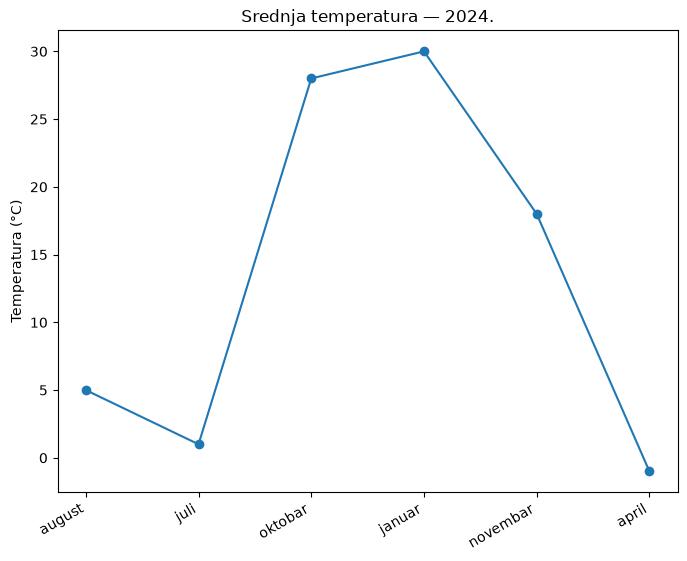 Srednja temperatura — 2024.
Temperatura (°C)
30
25
20
15
10
5
0
august
juli
oktobar
januar
novembar
april